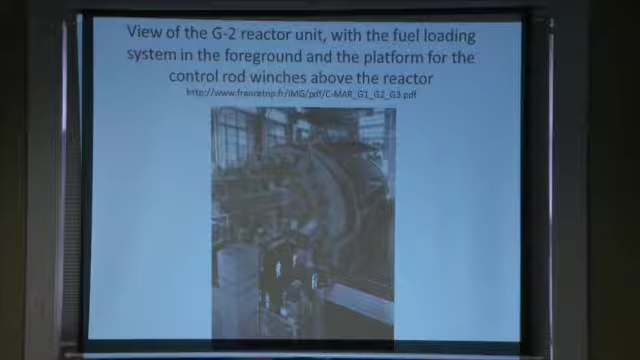 View of the G-2 reactor unit, with the fuel loading
system in the foreground and the platform for the
control rod winches above the reactor
http://www.francetnp.fr/IMG/pdf/C-MAR_G1_G2_G3.pdf